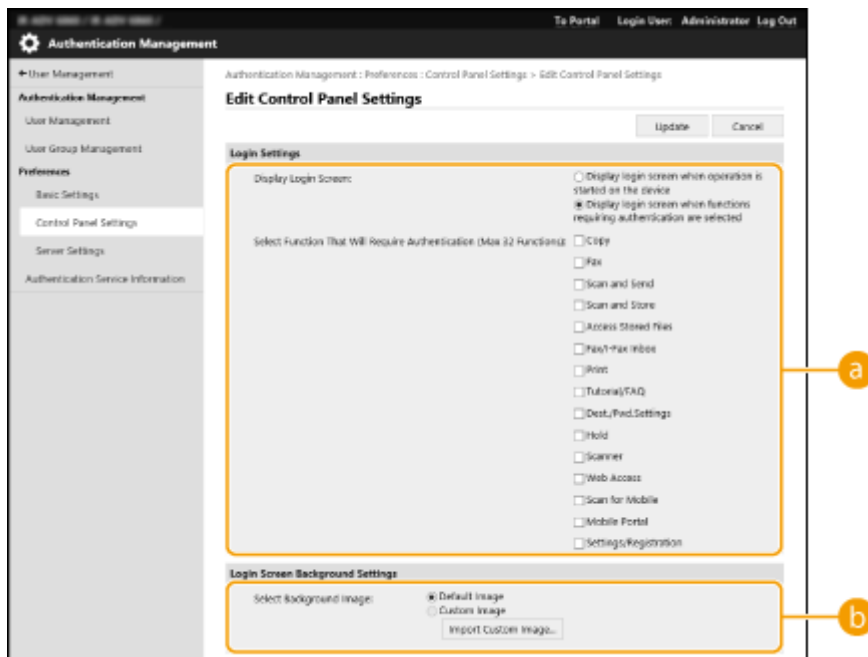 To Portal Login User: Administrator Log Out
Authentication Management
User Management
Authentication Management : Preferences : Control Panel Settings > Edit Control Panel Settings
Authentication Management
User Management
User Group Management
Preferences
Basic Settings
Control Panel Settings
Server Settings
Authentication Service Information
Edit Control Panel Settings
Update Cancel
Login Settings
Display Login Screen:
Display login screen when operation is
started on the device
Display login screen when functions
requiring authentication are selected
Select Function That Will Require Authentication (Max 32 Functions):
Copy
Fax
Scan and Send
Scan and Store
Access Stored Files
Fax/I-Fax Inbox
Print
Tutorial/FAQ
Dest./Fwd.Settings
Hold
Scanner
Web Access
Scan for Mobile
Mobile Portal
Settings/Registration
a
Login Screen Background Settings
Select Background Image:
Default Image
Custom Image
Import Custom Image...
b